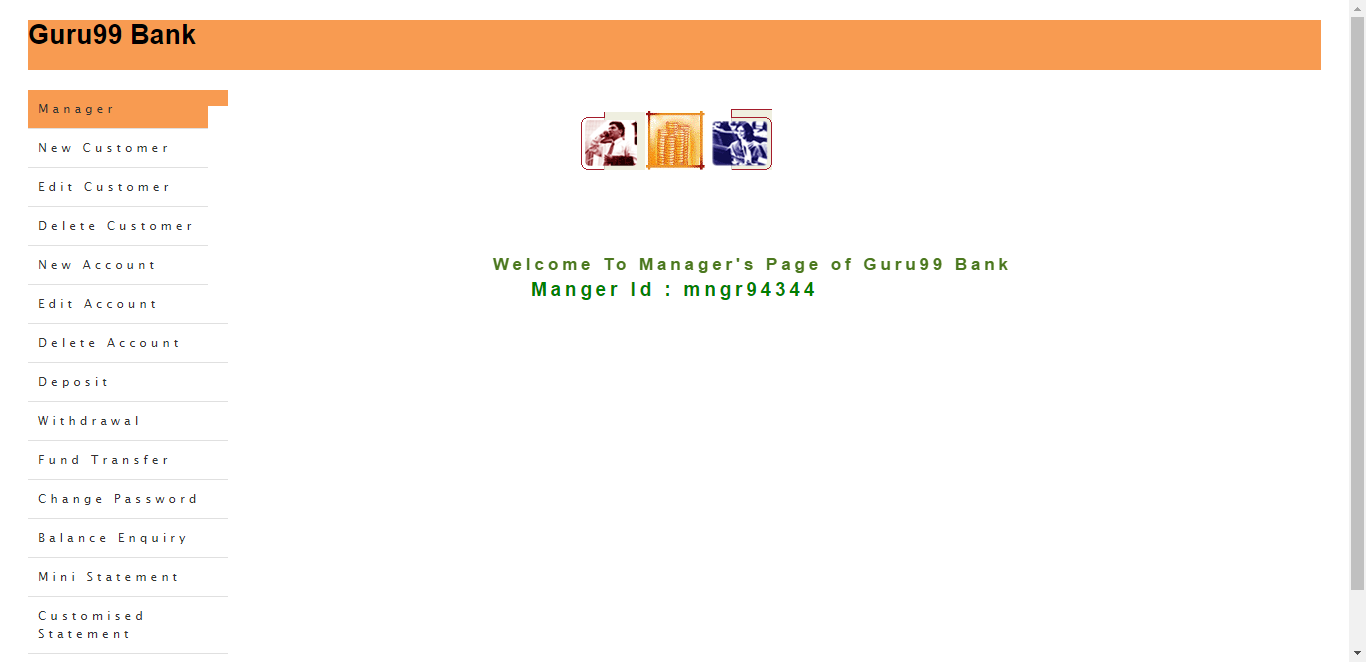 Guru99 Bank
Manager
New Customer
Edit Customer
Delete Customer
New Account
Edit Account
Delete Account
Deposit
Withdrawal
Fund Transfer
Change Password
Balance Enquiry
Mini Statement
Customised
Statement
Welcome To Manager's Page of Guru99 Bank
Manger Id : mngr94344